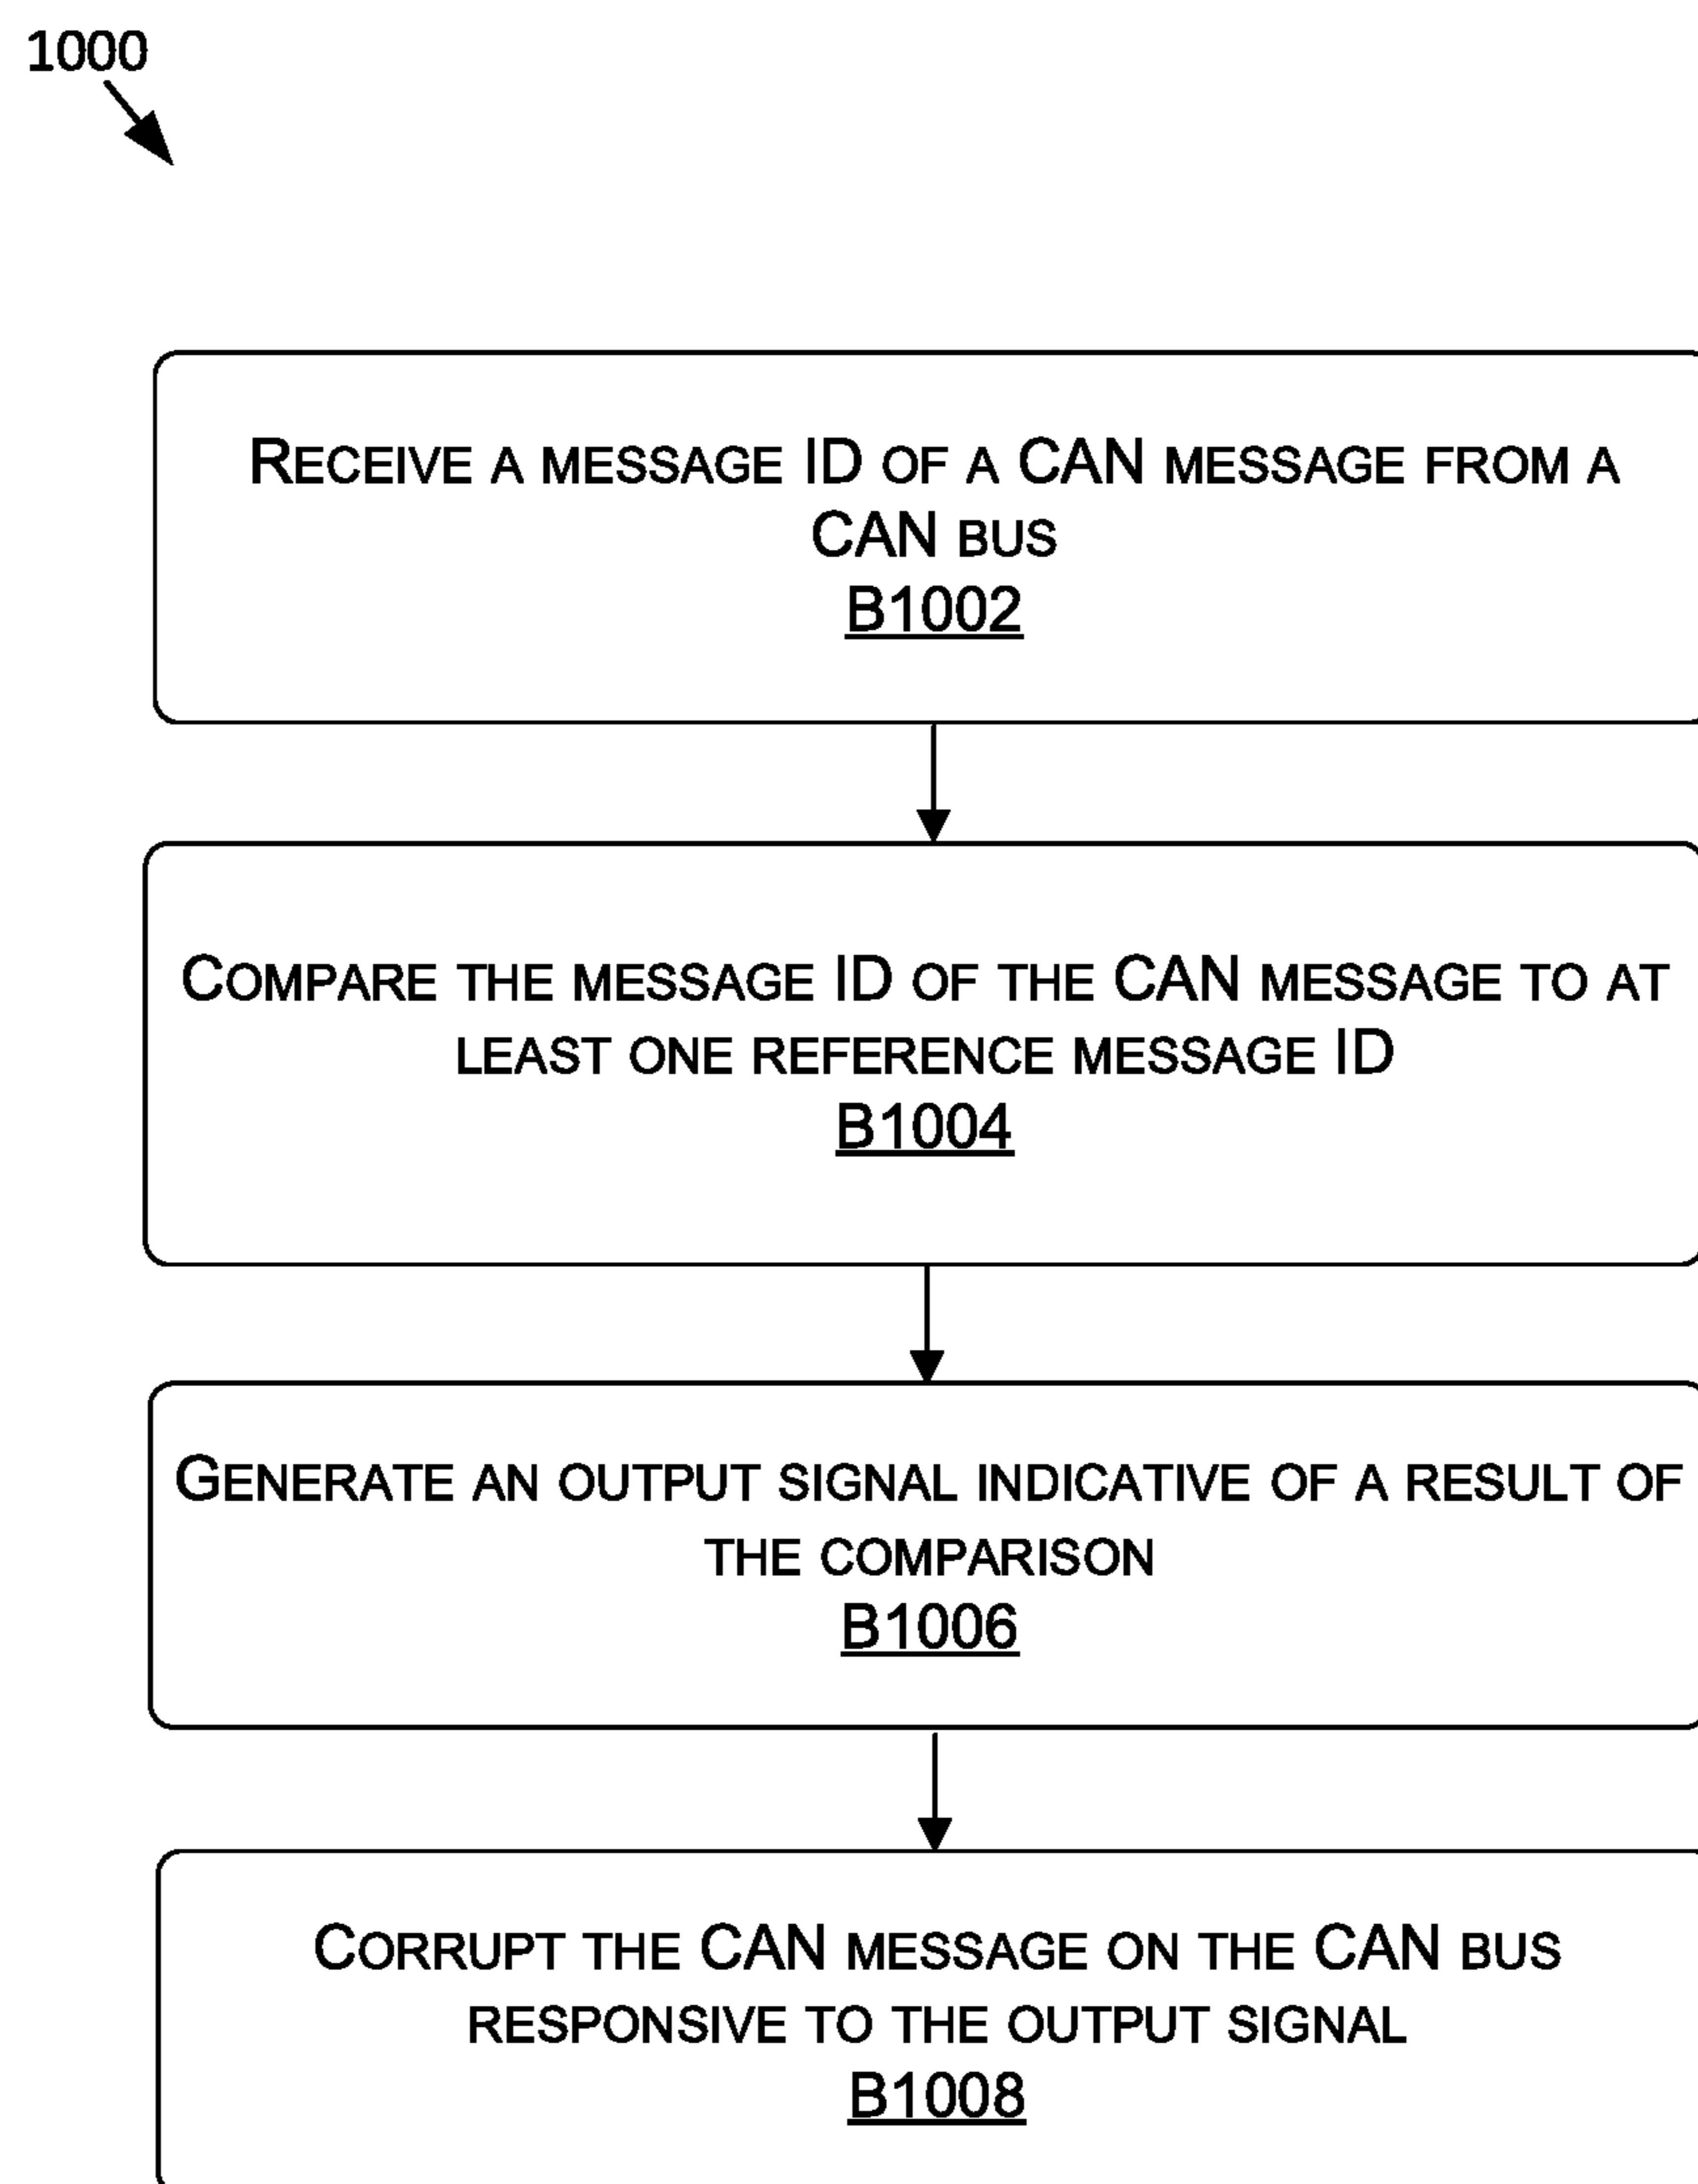 1000
RECEIVE A MESSAGE ID OF A CAN MESSAGE FROM A
CAN BUS
B1002
COMPARE THE MESSAGE ID OF THE CAN MESSAGE TO AT
LEAST ONE REFERENCE MESSAGE ID
B1004
GENERATE AN OUTPUT SIGNAL INDICATIVE OF A RESULT OF
THE COMPARISON
B1006
CORRUPT THE CAN MESSAGE ON THE CAN BUS
RESPONSIVE TO THE OUTPUT SIGNAL
B1008